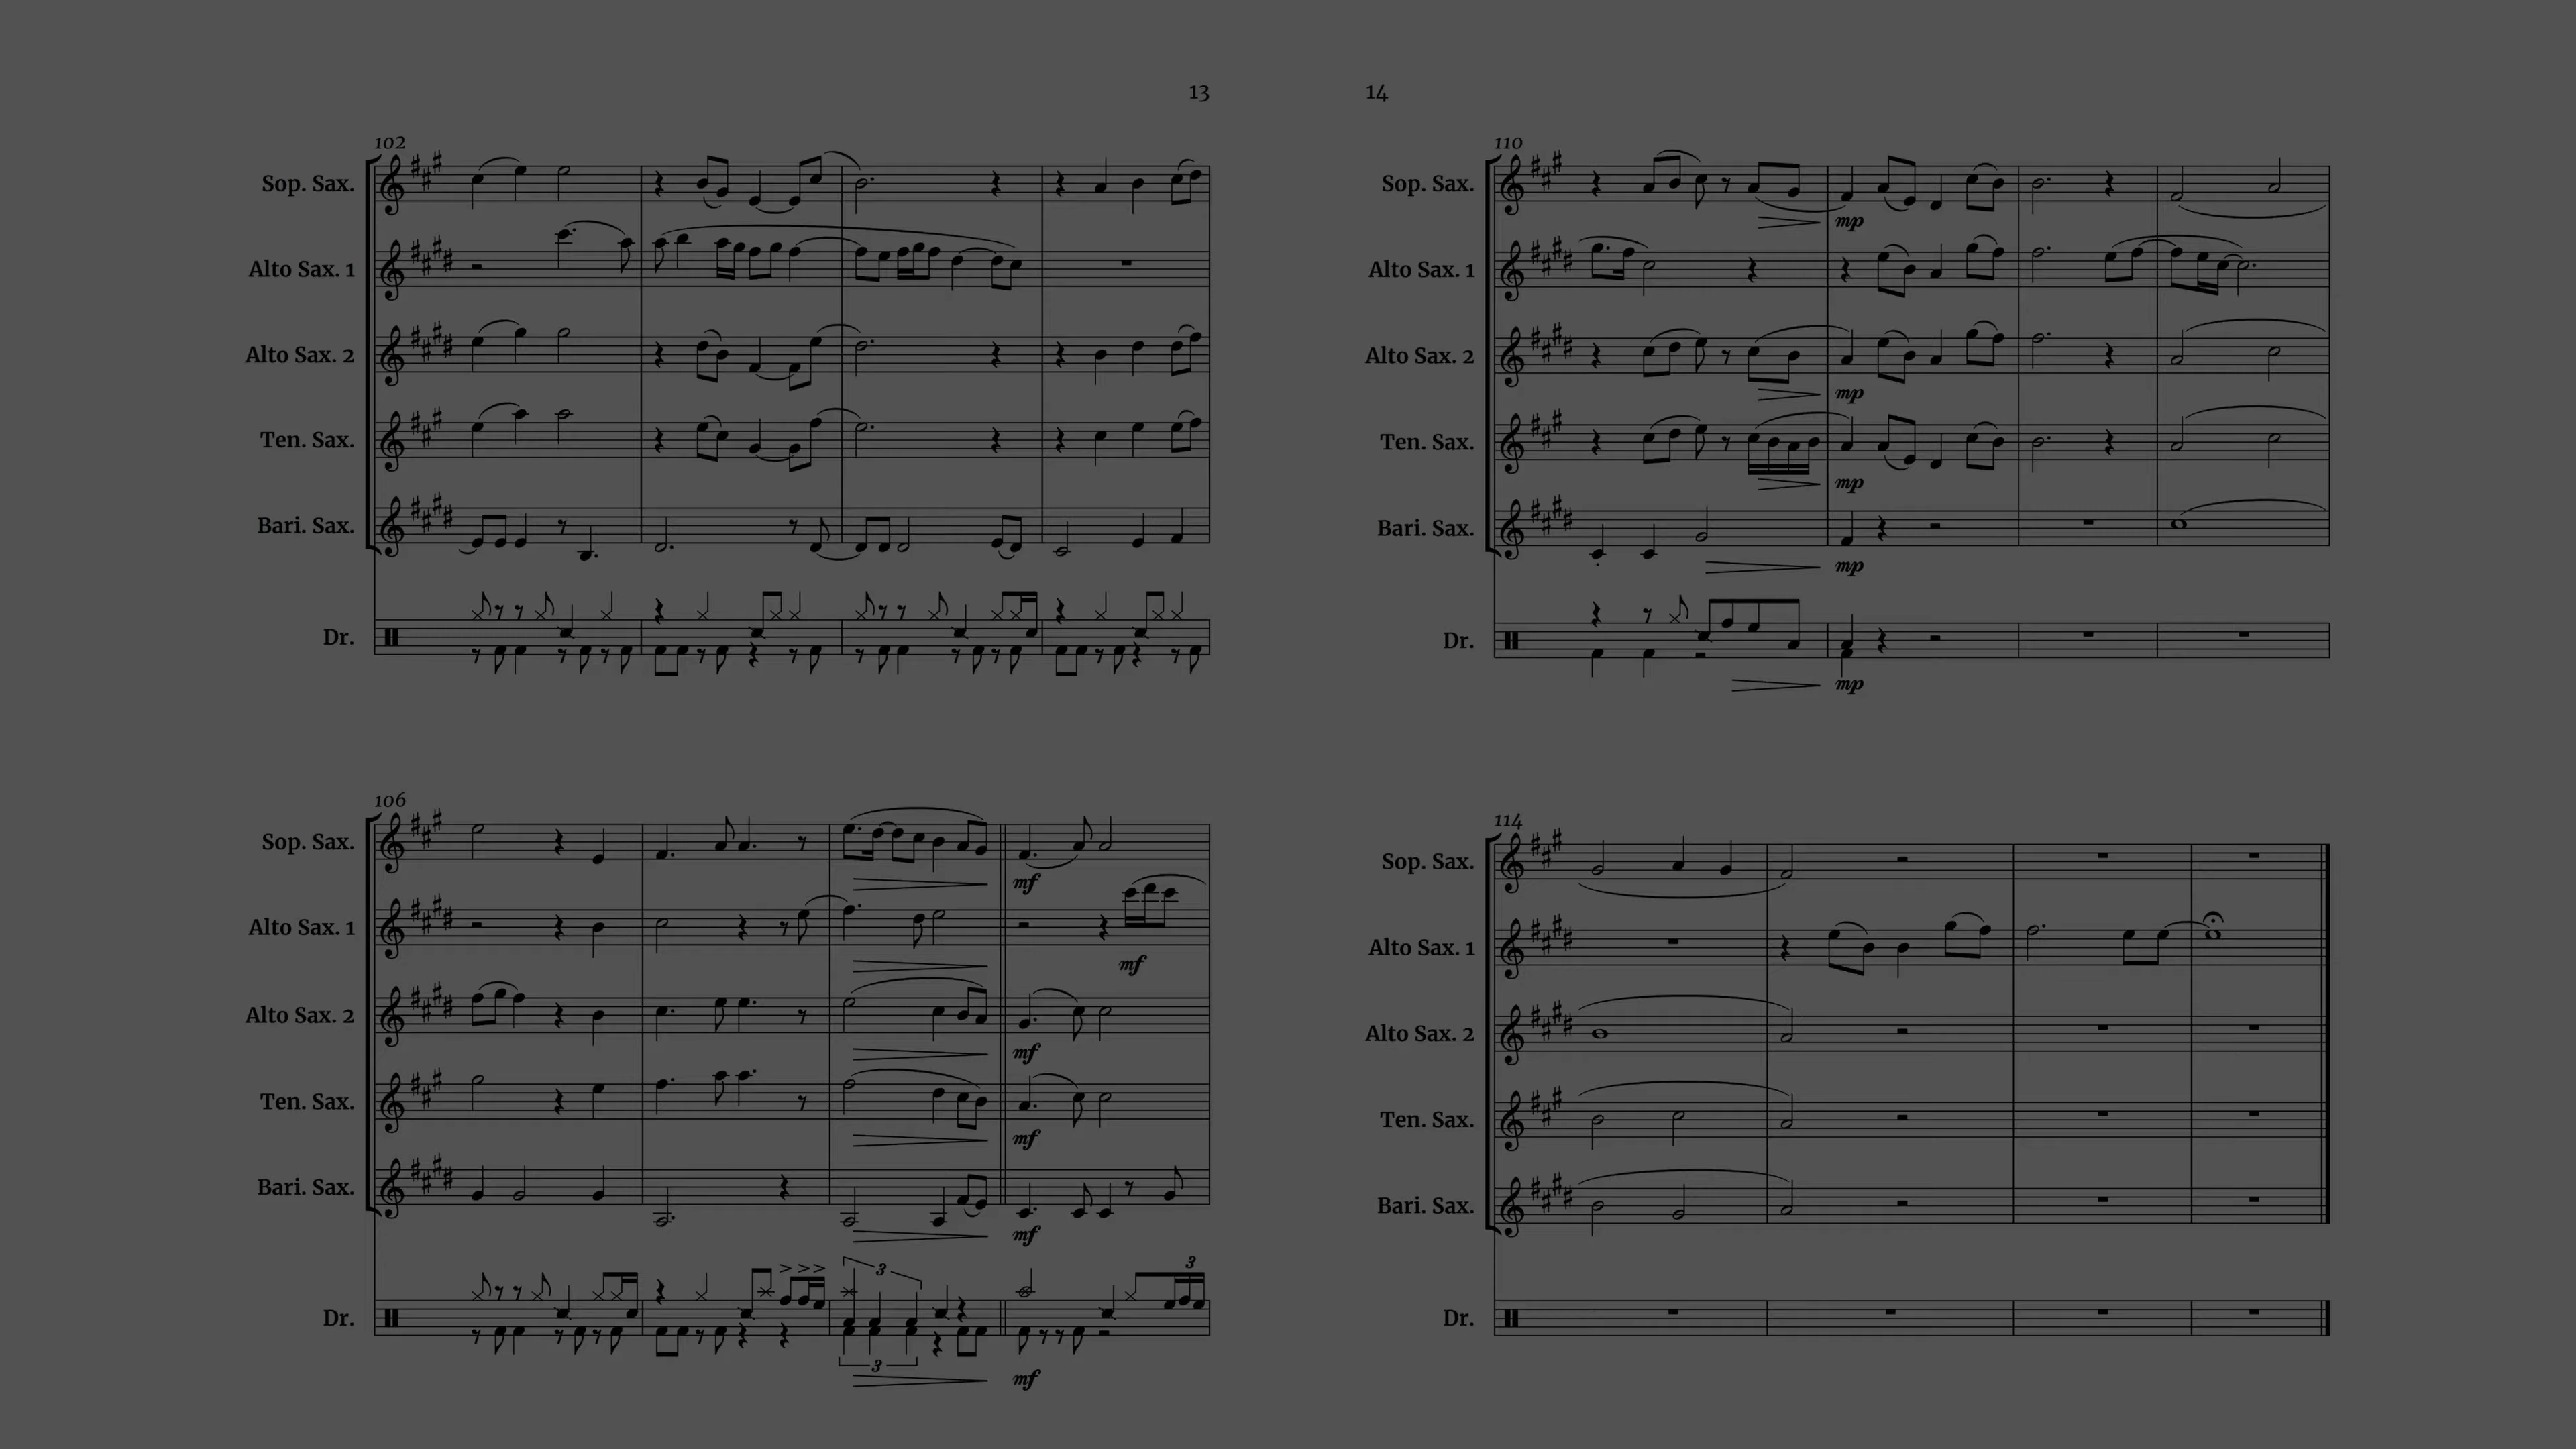 13
102
Sop. Sax.
Alto Sax. 1
Alto Sax. 2
Ten. Sax.
Bari. Sax.
Dr.
106
Sop. Sax.
mf
Alto Sax. 1
mf
Alto Sax. 2
mf
Ten. Sax.
mf
Bari. Sax.
mf
3
3
Dr.
3
mf
14
110
Sop. Sax.
mp
Alto Sax. 1
Alto Sax. 2
mp
Ten. Sax.
mp
Bari. Sax.
mp
Dr.
mp
114
Sop. Sax.
Alto Sax. 1
Alto Sax. 2
Ten. Sax.
Bari. Sax.
Dr.